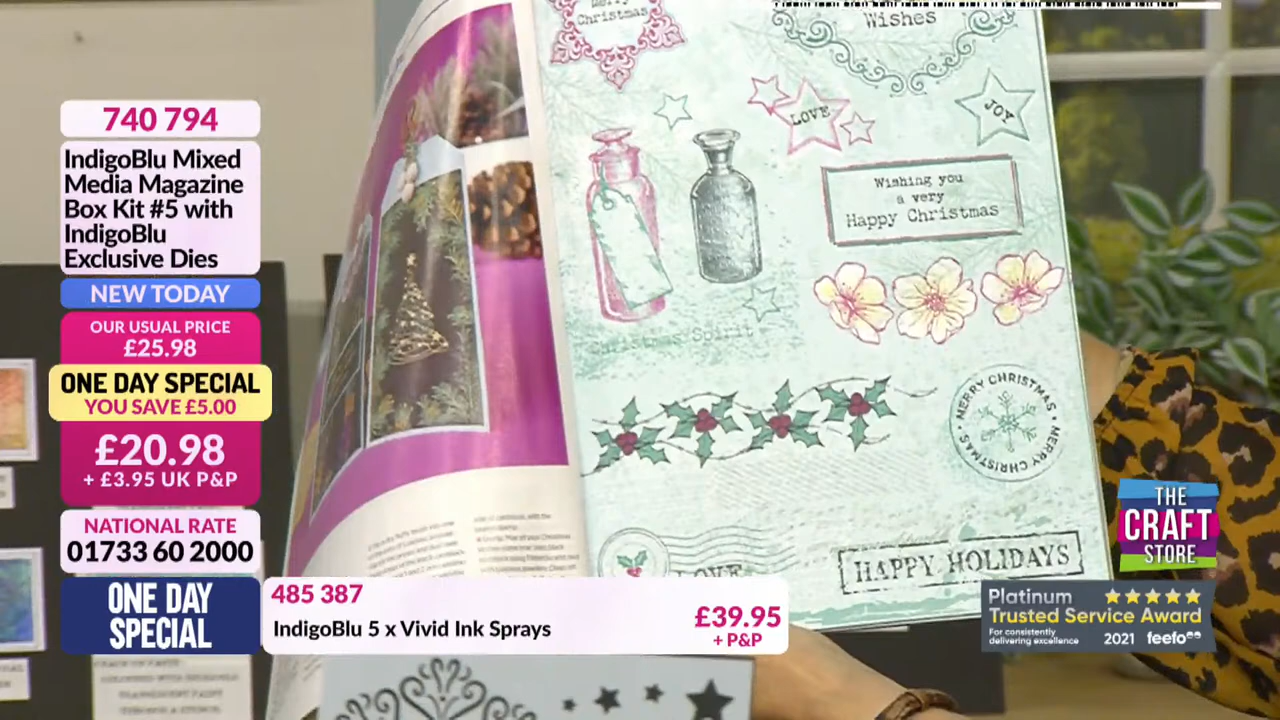 740 794
IndigoBlu Mixed
Media Magazine
Box Kit #5 with
IndigoBlu
Exclusive Dies
NEW TODAY
OUR USUAL PRICE
£25.98
ONE DAY SPECIAL
YOU SAVE £5.00
£20.98
+ £3.95 UK P&P
NATIONAL RATE
01733 60 2000
ONE DAY
SPECIAL
485 387
IndigoBlu 5 x Vivid Ink Sprays
£39.95
+ P&P
Merry
Christmas
Wishes
LOVE
JOY
Wishing you
a very
Happy Christmas
Christmas Spirit
MERRY CHRISTMAS • MERRY CHRISTMAS •
LOVE
HAPPY HOLIDAYS
THE
CRAFT
STORE
Platinum
Trusted Service Award
For consistently
delivering excellence
2021 feefo